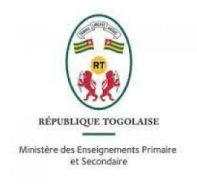 RT
RÉPUBLIQUE TOGOLAISE
Ministère des Enseignements Primaire
et Secondaire